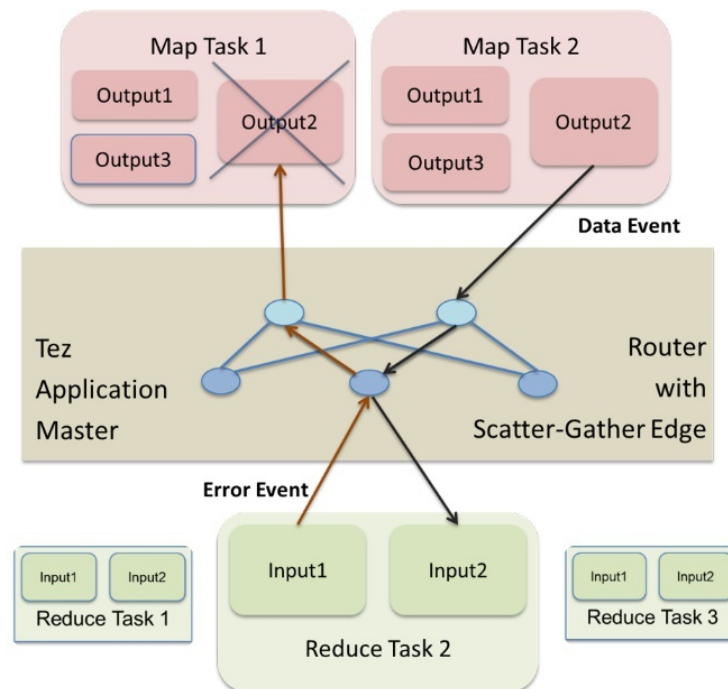 Map Task 1
Output1
Output2
Output3
Map Task 2
Output1
Output2
Output3
Data Event
Tez
Application
Master
Router
with
Scatter-Gather Edge
Error Event
Input1
Input2
Reduce Task 1
Input1
Input2
Reduce Task 2
Input1
Input2
Reduce Task 3